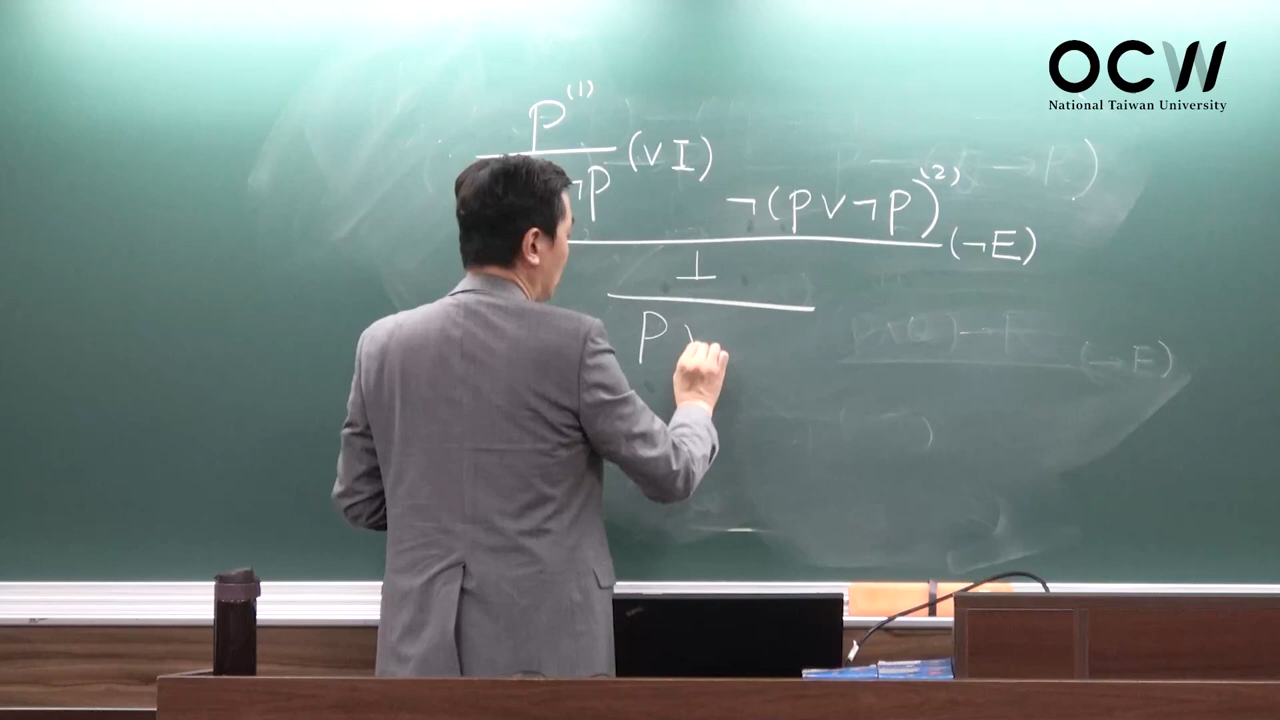 OCW
National Taiwan University
P (1)
¬P (∨I)
¬(P∨¬P) (2)
(¬E)
⊥
P
(→E)